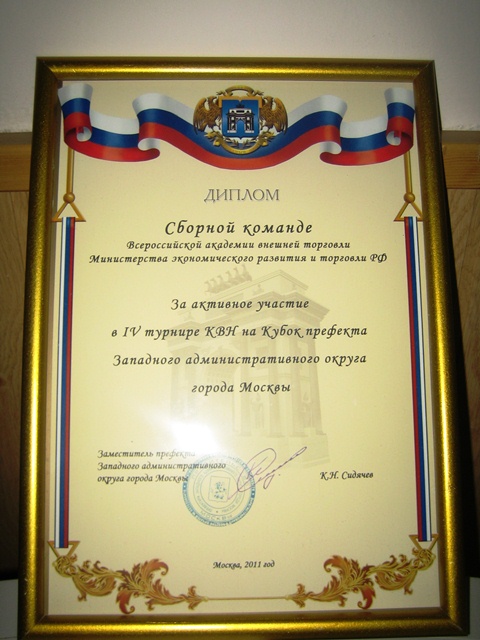 ДИПЛОМ
Сборной команде
Всероссийской академии внешней торговли
Министерства экономического развития и торговли РФ
За активное участие
в IV турнире КВН на Кубок префекта
Западного административного округа
города Москвы
Заместитель префекта
Западного административного
округа города Москвы
К.Н. Сидячев
Москва, 2011 год